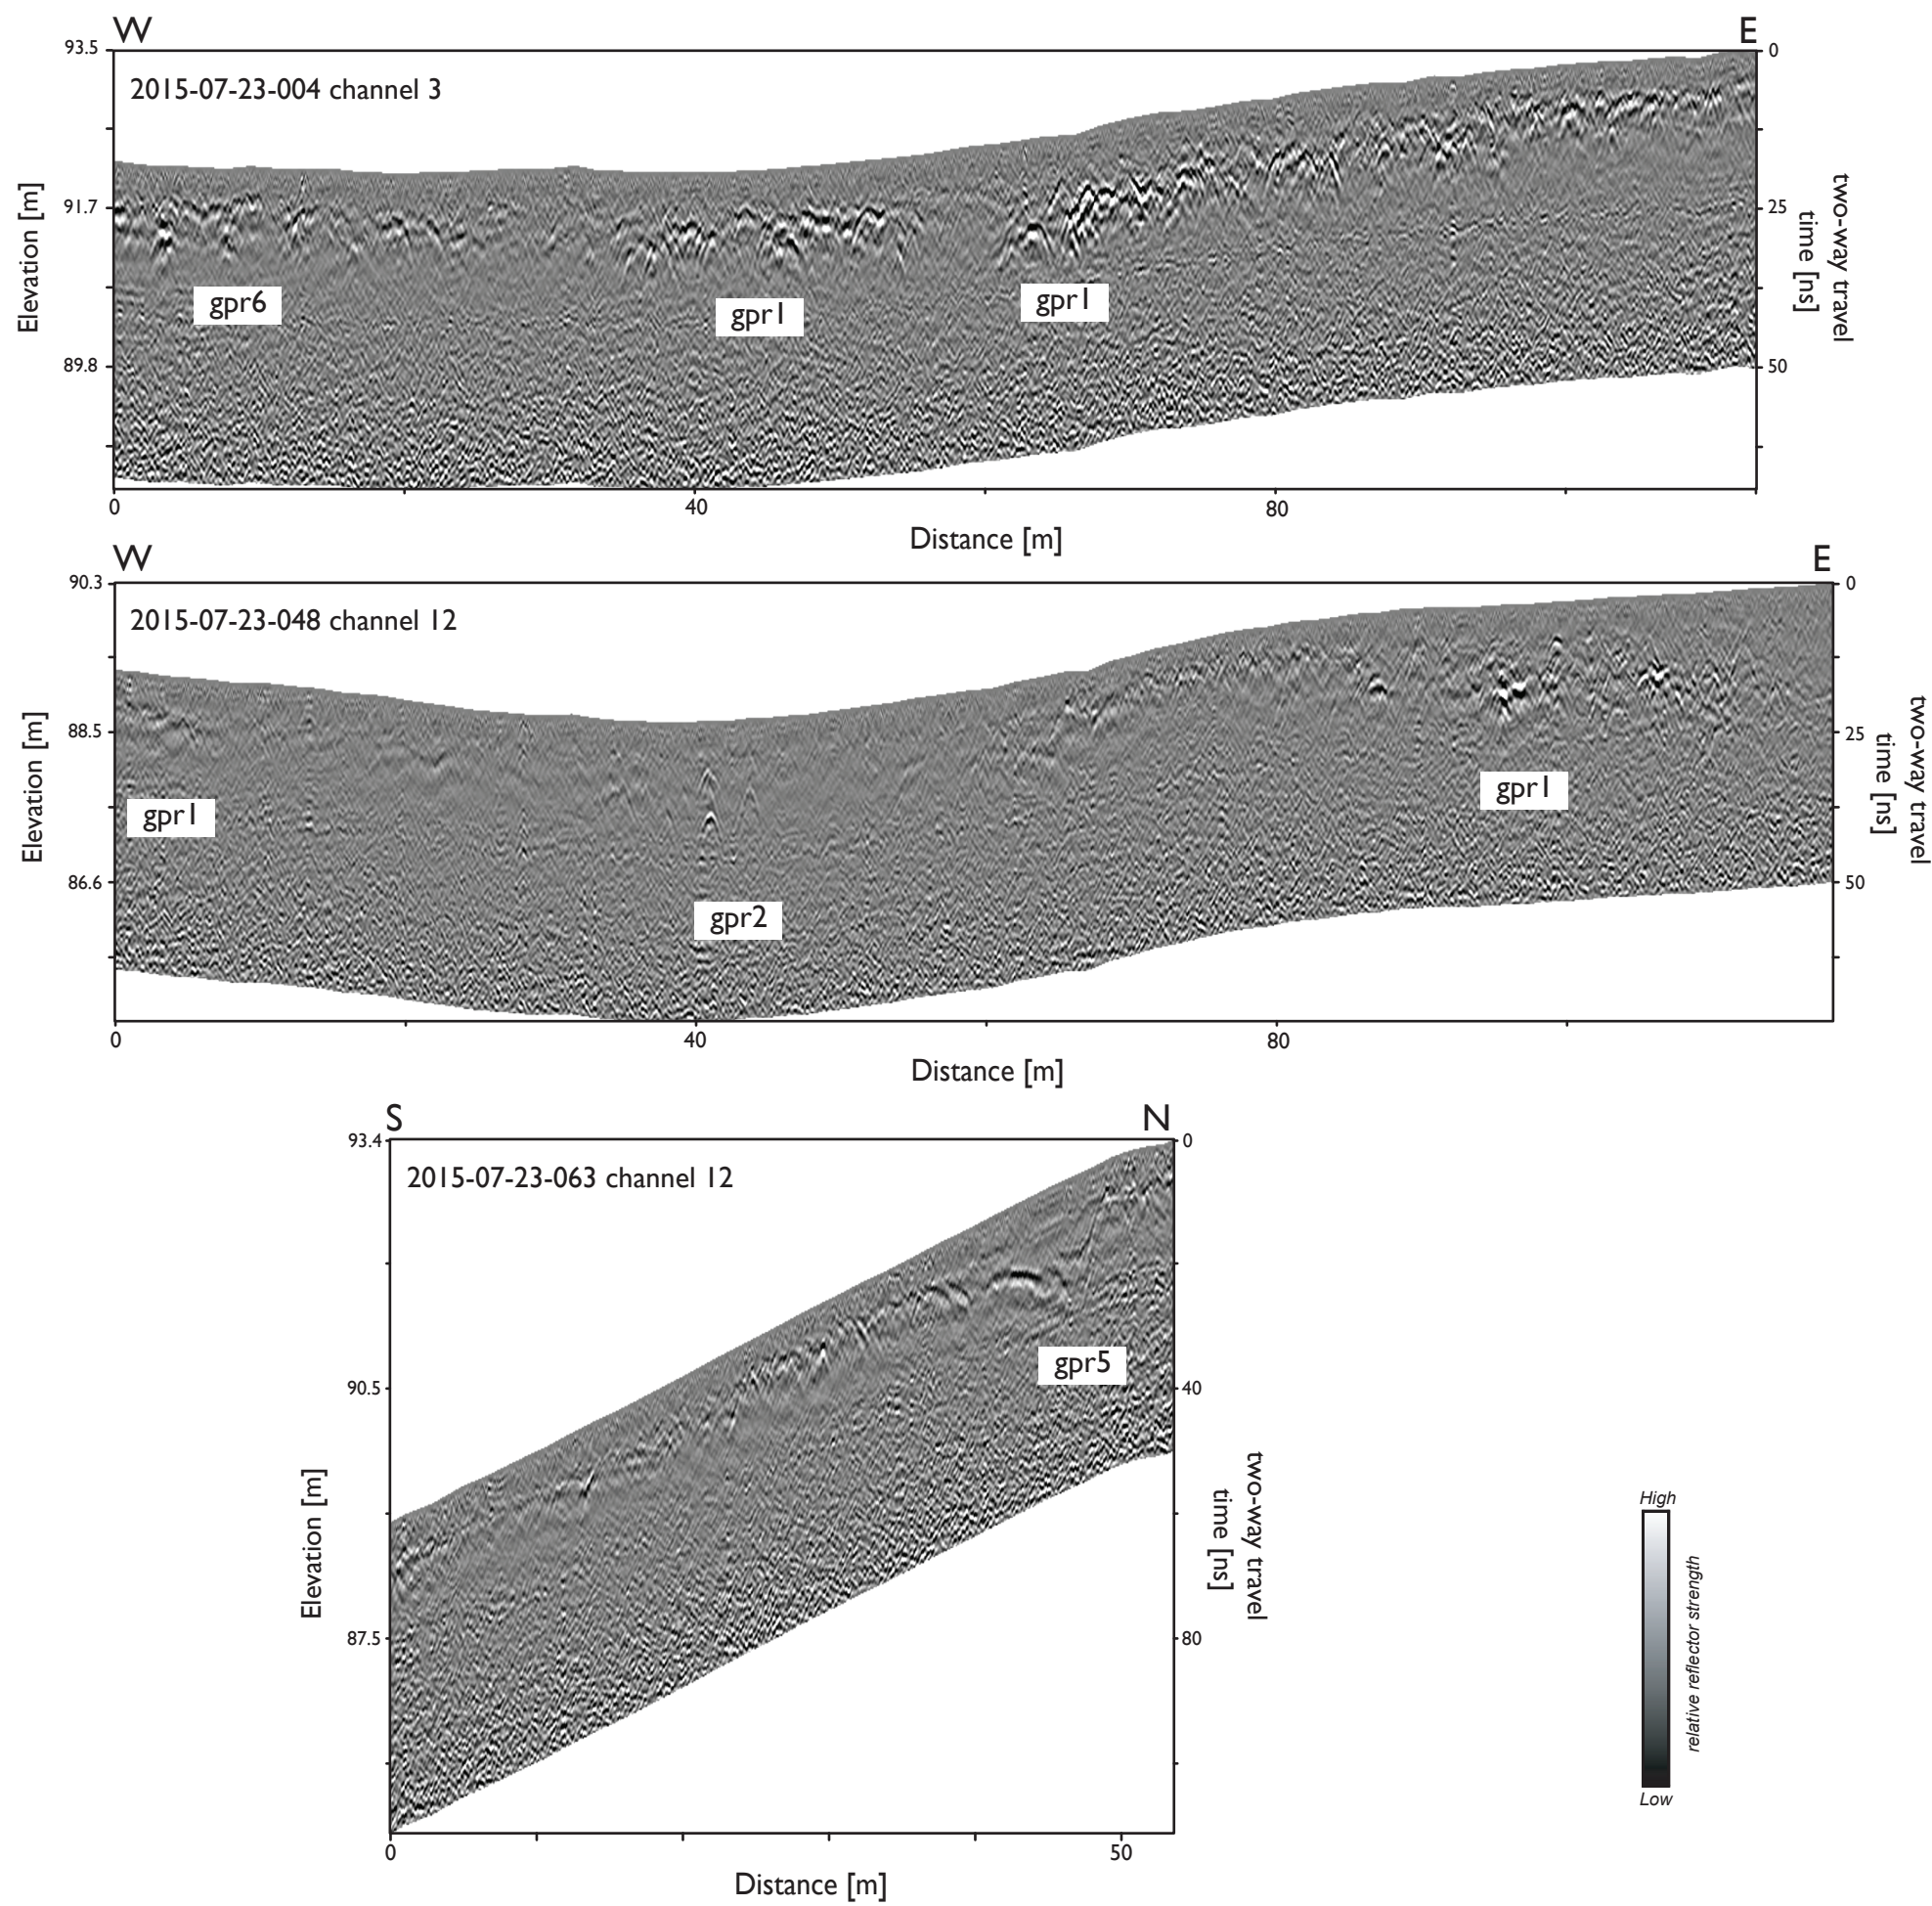 W
E
93.5
0
2015-07-23-004 channel 3
91.7
25
Elevation [m]
two-way travel
time [ns]
gpr6
gpr1
gpr1
89.8
50
0
40
80
Distance [m]
W
E
90.3
0
2015-07-23-048 channel 12
88.5
25
Elevation [m]
two-way travel
time [ns]
gpr1
gpr1
86.6
50
gpr2
0
40
80
Distance [m]
S
N
93.4
0
2015-07-23-063 channel 12
gpr5
90.5
40
Elevation [m]
two-way travel
time [ns]
87.5
80
0
50
Distance [m]
High
relative reflector strength
Low